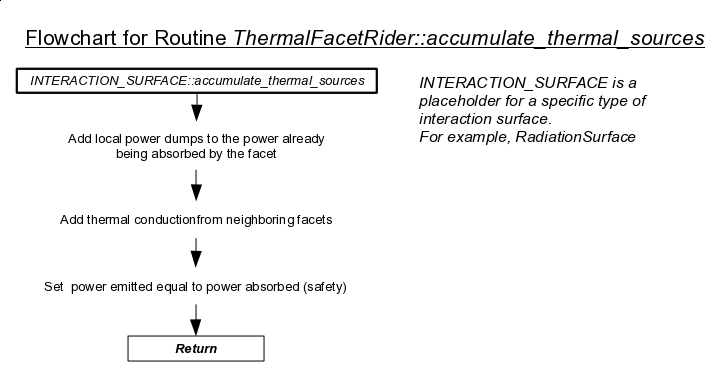 Flowchart for Routine ThermalFacetRider::accumulate_thermal_sources
INTERACTION_SURFACE::accumulate_thermal_sources
INTERACTION_SURFACE is a
placeholder for a specific type of
interaction surface.
For example, RadiationSurface
Add local power dumps to the power already
being absorbed by the facet
Add thermal conductionfrom neighboring facets
Set power emitted equal to power absorbed (safety)
Return